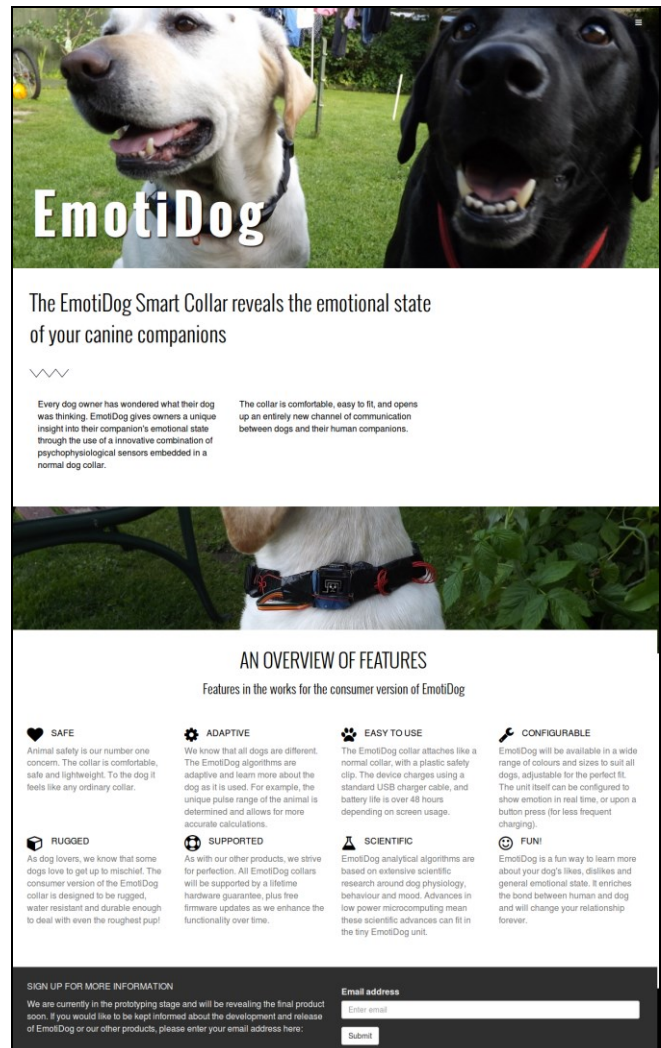 EmotiDog
The EmotiDog Smart Collar reveals the emotional state
of your canine companions
Every dog owner has wondered what their dog
was thinking. EmotiDog gives owners a unique
insight into their companion's emotional state
through the use of a innovative combination of
psychophysiological sensors embedded in a
normal dog collar.
The collar is comfortable, easy to fit, and opens
up an entirely new channel of communication
between dogs and their human companions.
AN OVERVIEW OF FEATURES
Features in the works for the consumer version of EmotiDog
SAFE
Animal safety is our number one
concern. The collar is comfortable,
safe and lightweight. To the dog it
feels like any ordinary collar.
ADAPTIVE
We know that all dogs are different.
The EmotiDog algorithms are
adaptive and learn more about the
dog as it is used. For example, the
unique pulse range of the animal is
determined and allows for more
accurate calculations.
EASY TO USE
The EmotiDog collar attaches like a
normal collar, with a plastic safety
clip. The device charges using a
standard USB charger cable, and
battery life is over 48 hours
depending on screen usage.
CONFIGURABLE
EmotiDog will be available in a wide
range of colours and sizes to suit all
dogs, adjustable for the perfect fit.
The unit itself can be configured to
show emotion in real time, or upon a
button press (for less frequent
charging).
RUGGED
As dog lovers, we know that some
dogs love to get up to mischief. The
consumer version of the EmotiDog
collar is designed to be rugged,
water resistant and durable enough
to deal with even the roughest pup!
SUPPORTED
As with our other products, we strive
for perfection. All EmotiDog collars
will be supported by a lifetime
hardware guarantee, plus free
firmware updates as we enhance the
functionality over time.
SCIENTIFIC
EmotiDog analytical algorithms are
based on extensive scientific
research around dog physiology,
behaviour and mood. Advances in
low power microcomputing mean
these scientific advances can fit in
the tiny EmotiDog unit.
FUN!
EmotiDog is a fun way to learn more
about your dog's likes, dislikes and
general emotional state. It enriches
the bond between human and dog
and will change your relationship
forever.
SIGN UP FOR MORE INFORMATION
We are currently in the prototyping stage and will be revealing the final product
soon. If you would like to be kept informed about the development and release
of EmotiDog or our other products, please enter your email address here:
Email address
Enter email
Submit